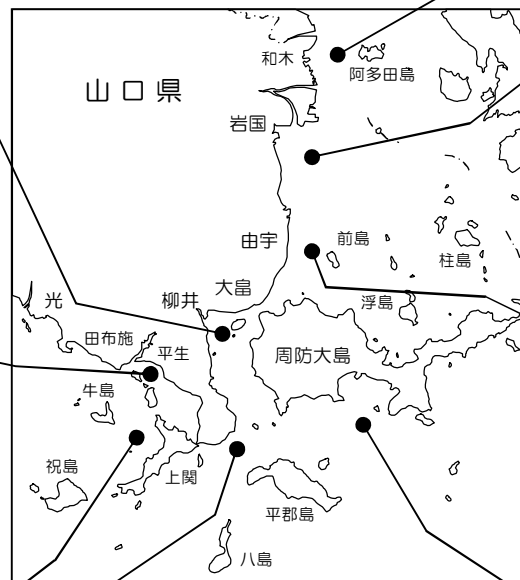 和木
阿多田島
山口県
岩国
由宇
前島
柱島
大畠
浮島
光
柳井
田布施
平生
周防大島
牛島
祝島
上関
平郡島
八島